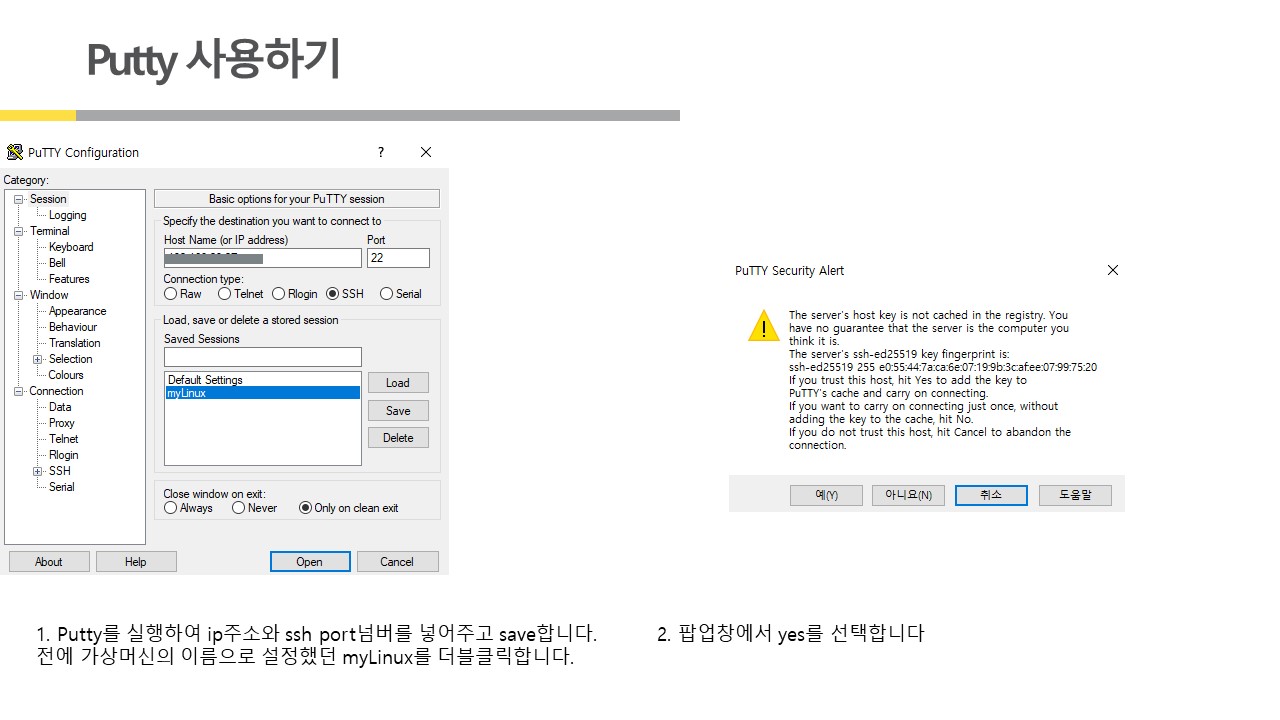 Putty 사용하기
PuTTY Configuration
?
Category:
Session
Logging
Terminal
Keyboard
Bell
Features
Window
Appearance
Behaviour
Translation
Selection
Colours
Connection
Data
Proxy
Telnet
Rlogin
SSH
Serial
Basic options for your PuTTY session
Specify the destination you want to connect to
Host Name (or IP address) Port
22
Connection type:
Raw Telnet Rlogin SSH Serial
Load, save or delete a stored session
Saved Sessions
Default Settings
myLinux
Load
Save
Delete
Close window on exit:
Always Never Only on clean exit
About Help Open Cancel
1. Putty를 실행하여 ip주소와 ssh port넘버를 넣어주고 save합니다.
전에 가상머신의 이름으로 설정했던 myLinux를 더블클릭합니다.
PuTTY Security Alert
The server's host key is not cached in the registry. You
have no guarantee that the server is the computer you
think it is.
The server's ssh-ed25519 key fingerprint is:
ssh-ed25519 255 e0:55:44:7a:ca:6e:07:19:9b:3c:af:ee:07:99:75:20
If you trust this host, hit Yes to add the key to
PuTTY's cache and carry on connecting.
If you want to carry on connecting just once, without
adding the key to the cache, hit No.
If you do not trust this host, hit Cancel to abandon the
connection.
예(Y) 아니요(N) 취소 도움말
2. 팝업창에서 yes를 선택합니다